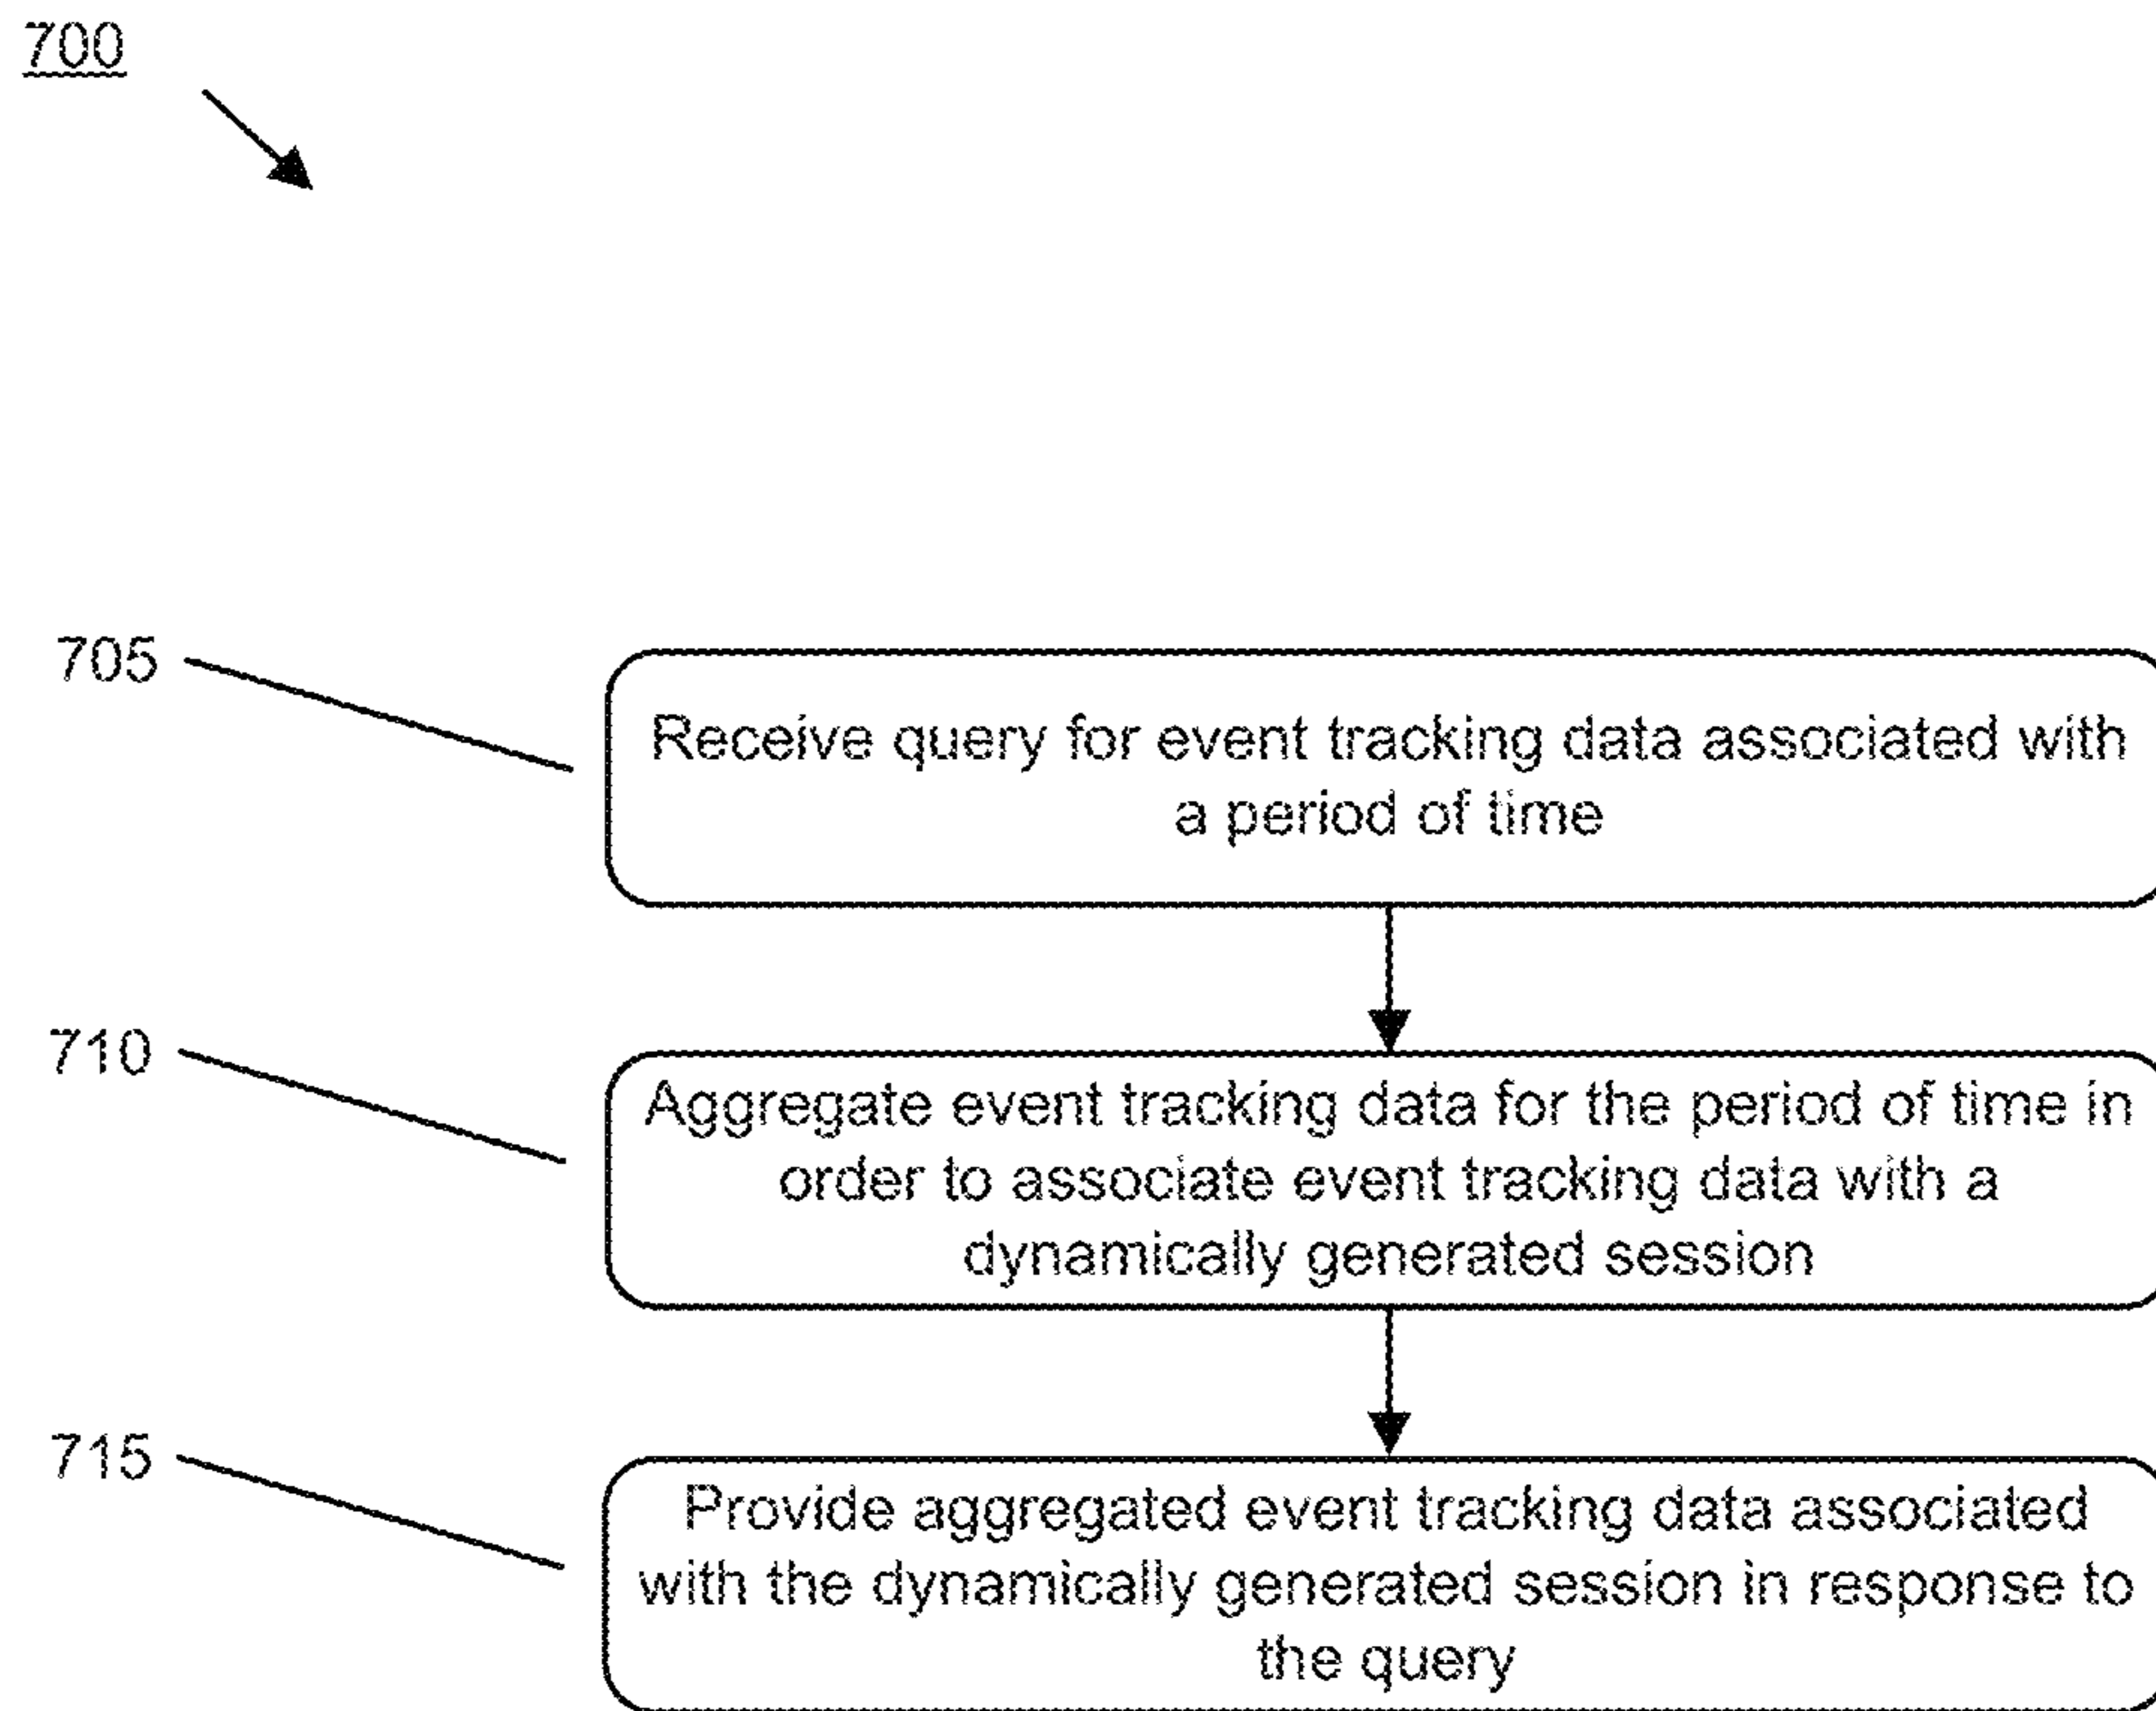 700
705
Receive query for event tracking data associated with
a period of time
710
Aggregate event tracking data for the period of time in
order to associate event tracking data with a
dynamically generated session
715
Provide aggregated event tracking data associated
with the dynamically generated session in response to
the query